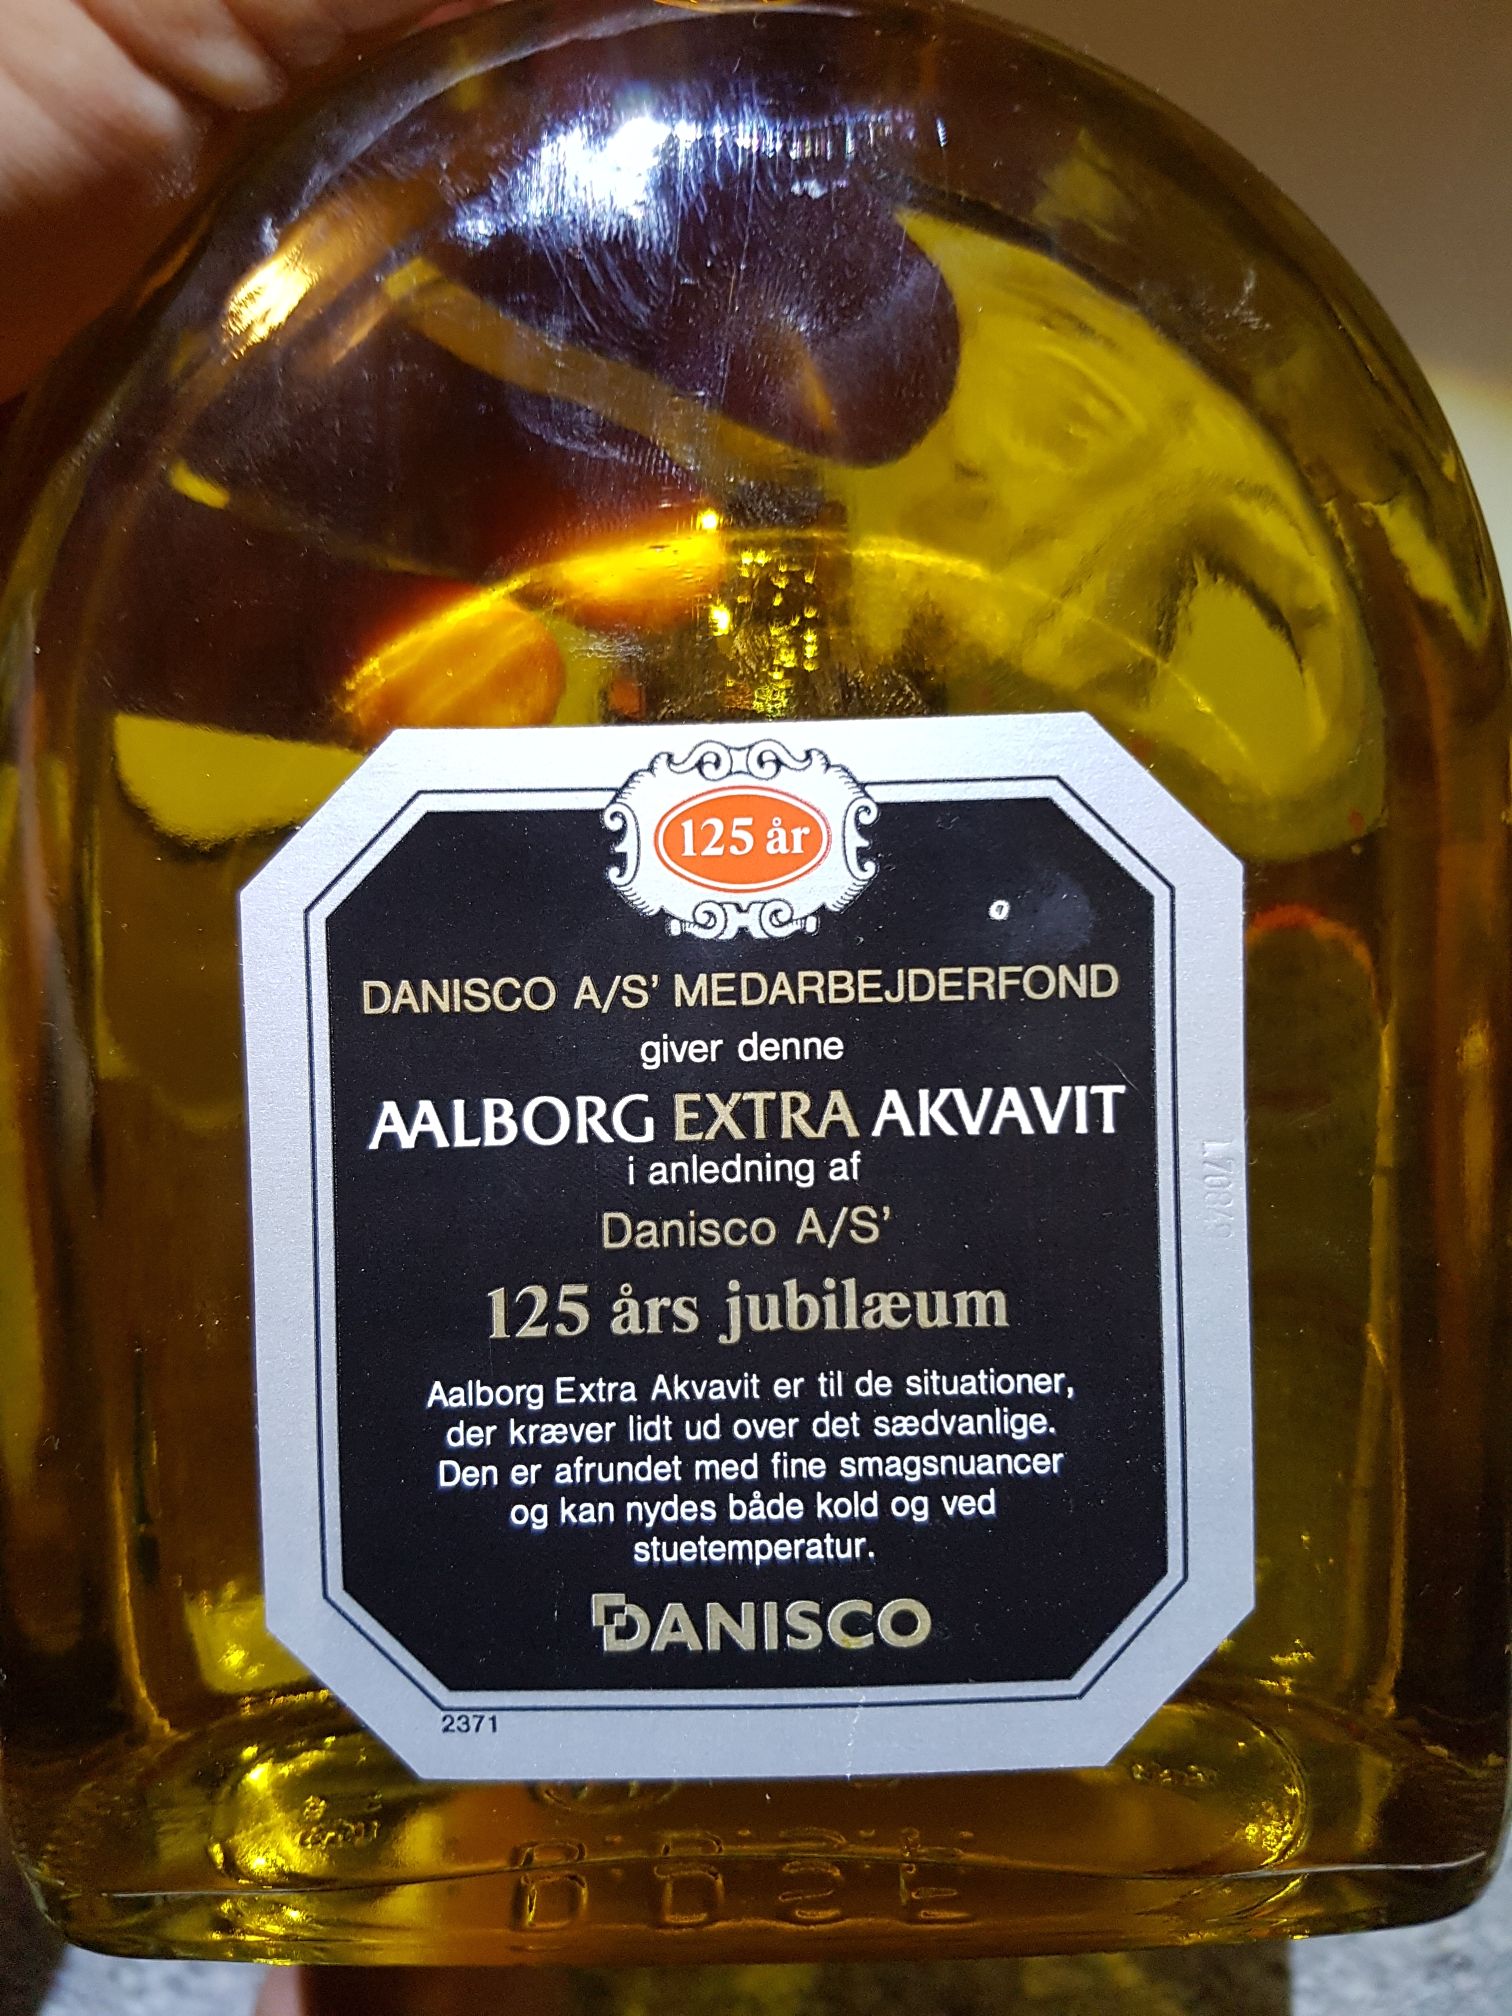 125 år
DANISCO A/S' MEDARBEJDERFOND
giver denne
AALBORG EXTRA AKVAVIT
i anledning af
Danisco A/S'
125 års jubilæum
Aalborg Extra Akvavit er til de situationer,
der kræver lidt ud over det sædvanlige.
Den er afrundet med fine smagsnuancer
og kan nydes både kold og ved
stuetemperatur.
DANISCO
2371